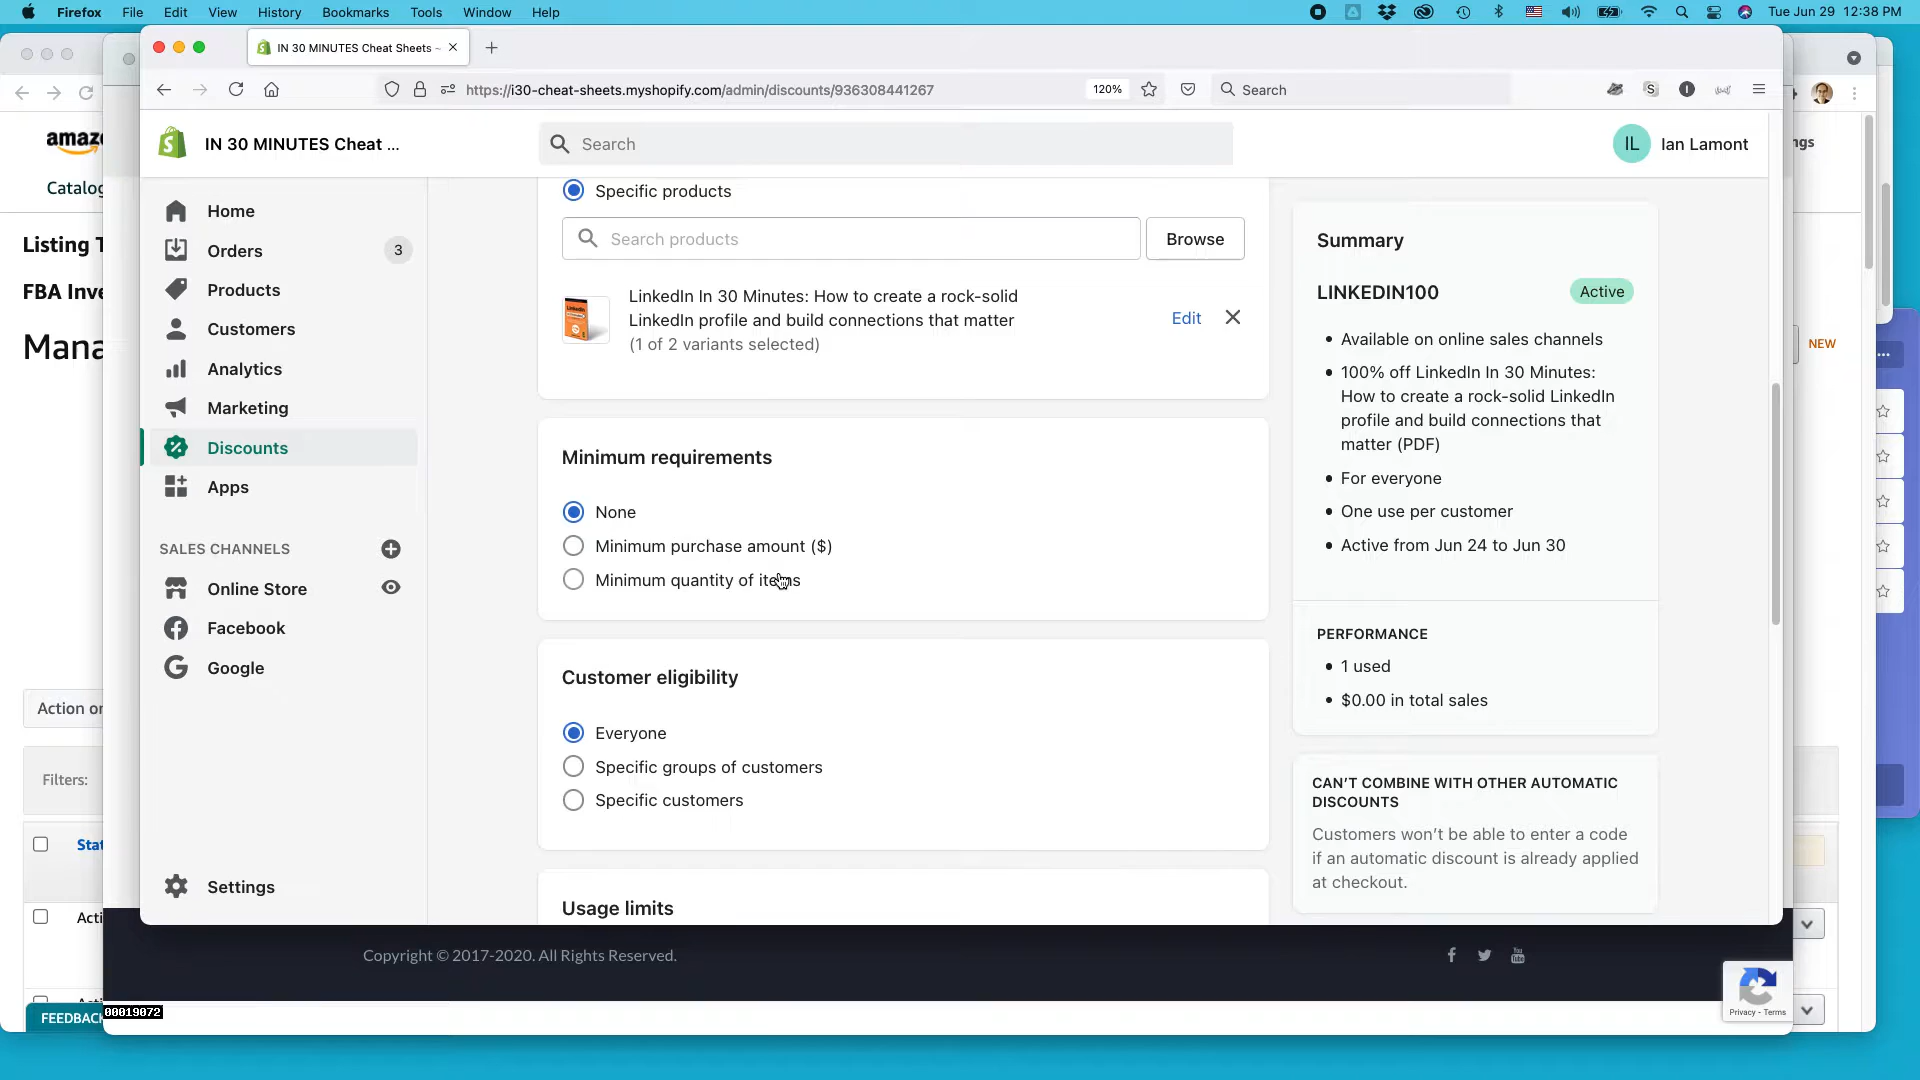 Firefox File Edit View History Bookmarks Tools Window Help
Tue Jun 29 12:38 PM
IN 30 MINUTES Cheat Sheets ~
https://i30-cheat-sheets.myshopify.com/admin/discounts/936308441267
120%
Search
IN 30 MINUTES Cheat ...
Search
IL
Ian Lamont
Home
Orders
3
Products
Customers
Analytics
Marketing
Discounts
Apps
SALES CHANNELS
Online Store
Facebook
Google
Settings
Specific products
Search products
Browse
LinkedIn In 30 Minutes: How to create a rock-solid
LinkedIn profile and build connections that matter
(1 of 2 variants selected)
Edit
Minimum requirements
None
Minimum purchase amount ($)
Minimum quantity of items
Customer eligibility
Everyone
Specific groups of customers
Specific customers
Usage limits
Summary
LINKEDIN100
Active
Available on online sales channels
100% off LinkedIn In 30 Minutes:
How to create a rock-solid LinkedIn
profile and build connections that
matter (PDF)
For everyone
One use per customer
Active from Jun 24 to Jun 30
PERFORMANCE
1 used
$0.00 in total sales
CAN'T COMBINE WITH OTHER AUTOMATIC
DISCOUNTS
Customers won't be able to enter a code
if an automatic discount is already applied
at checkout.
amaz
Catalog
Listing T
FBA Inve
Mana
Action on
Filters:
Stat
Acti
FEEDBACK
00019072
ngs
NEW
Copyright © 2017-2020. All Rights Reserved.
Privacy - Terms